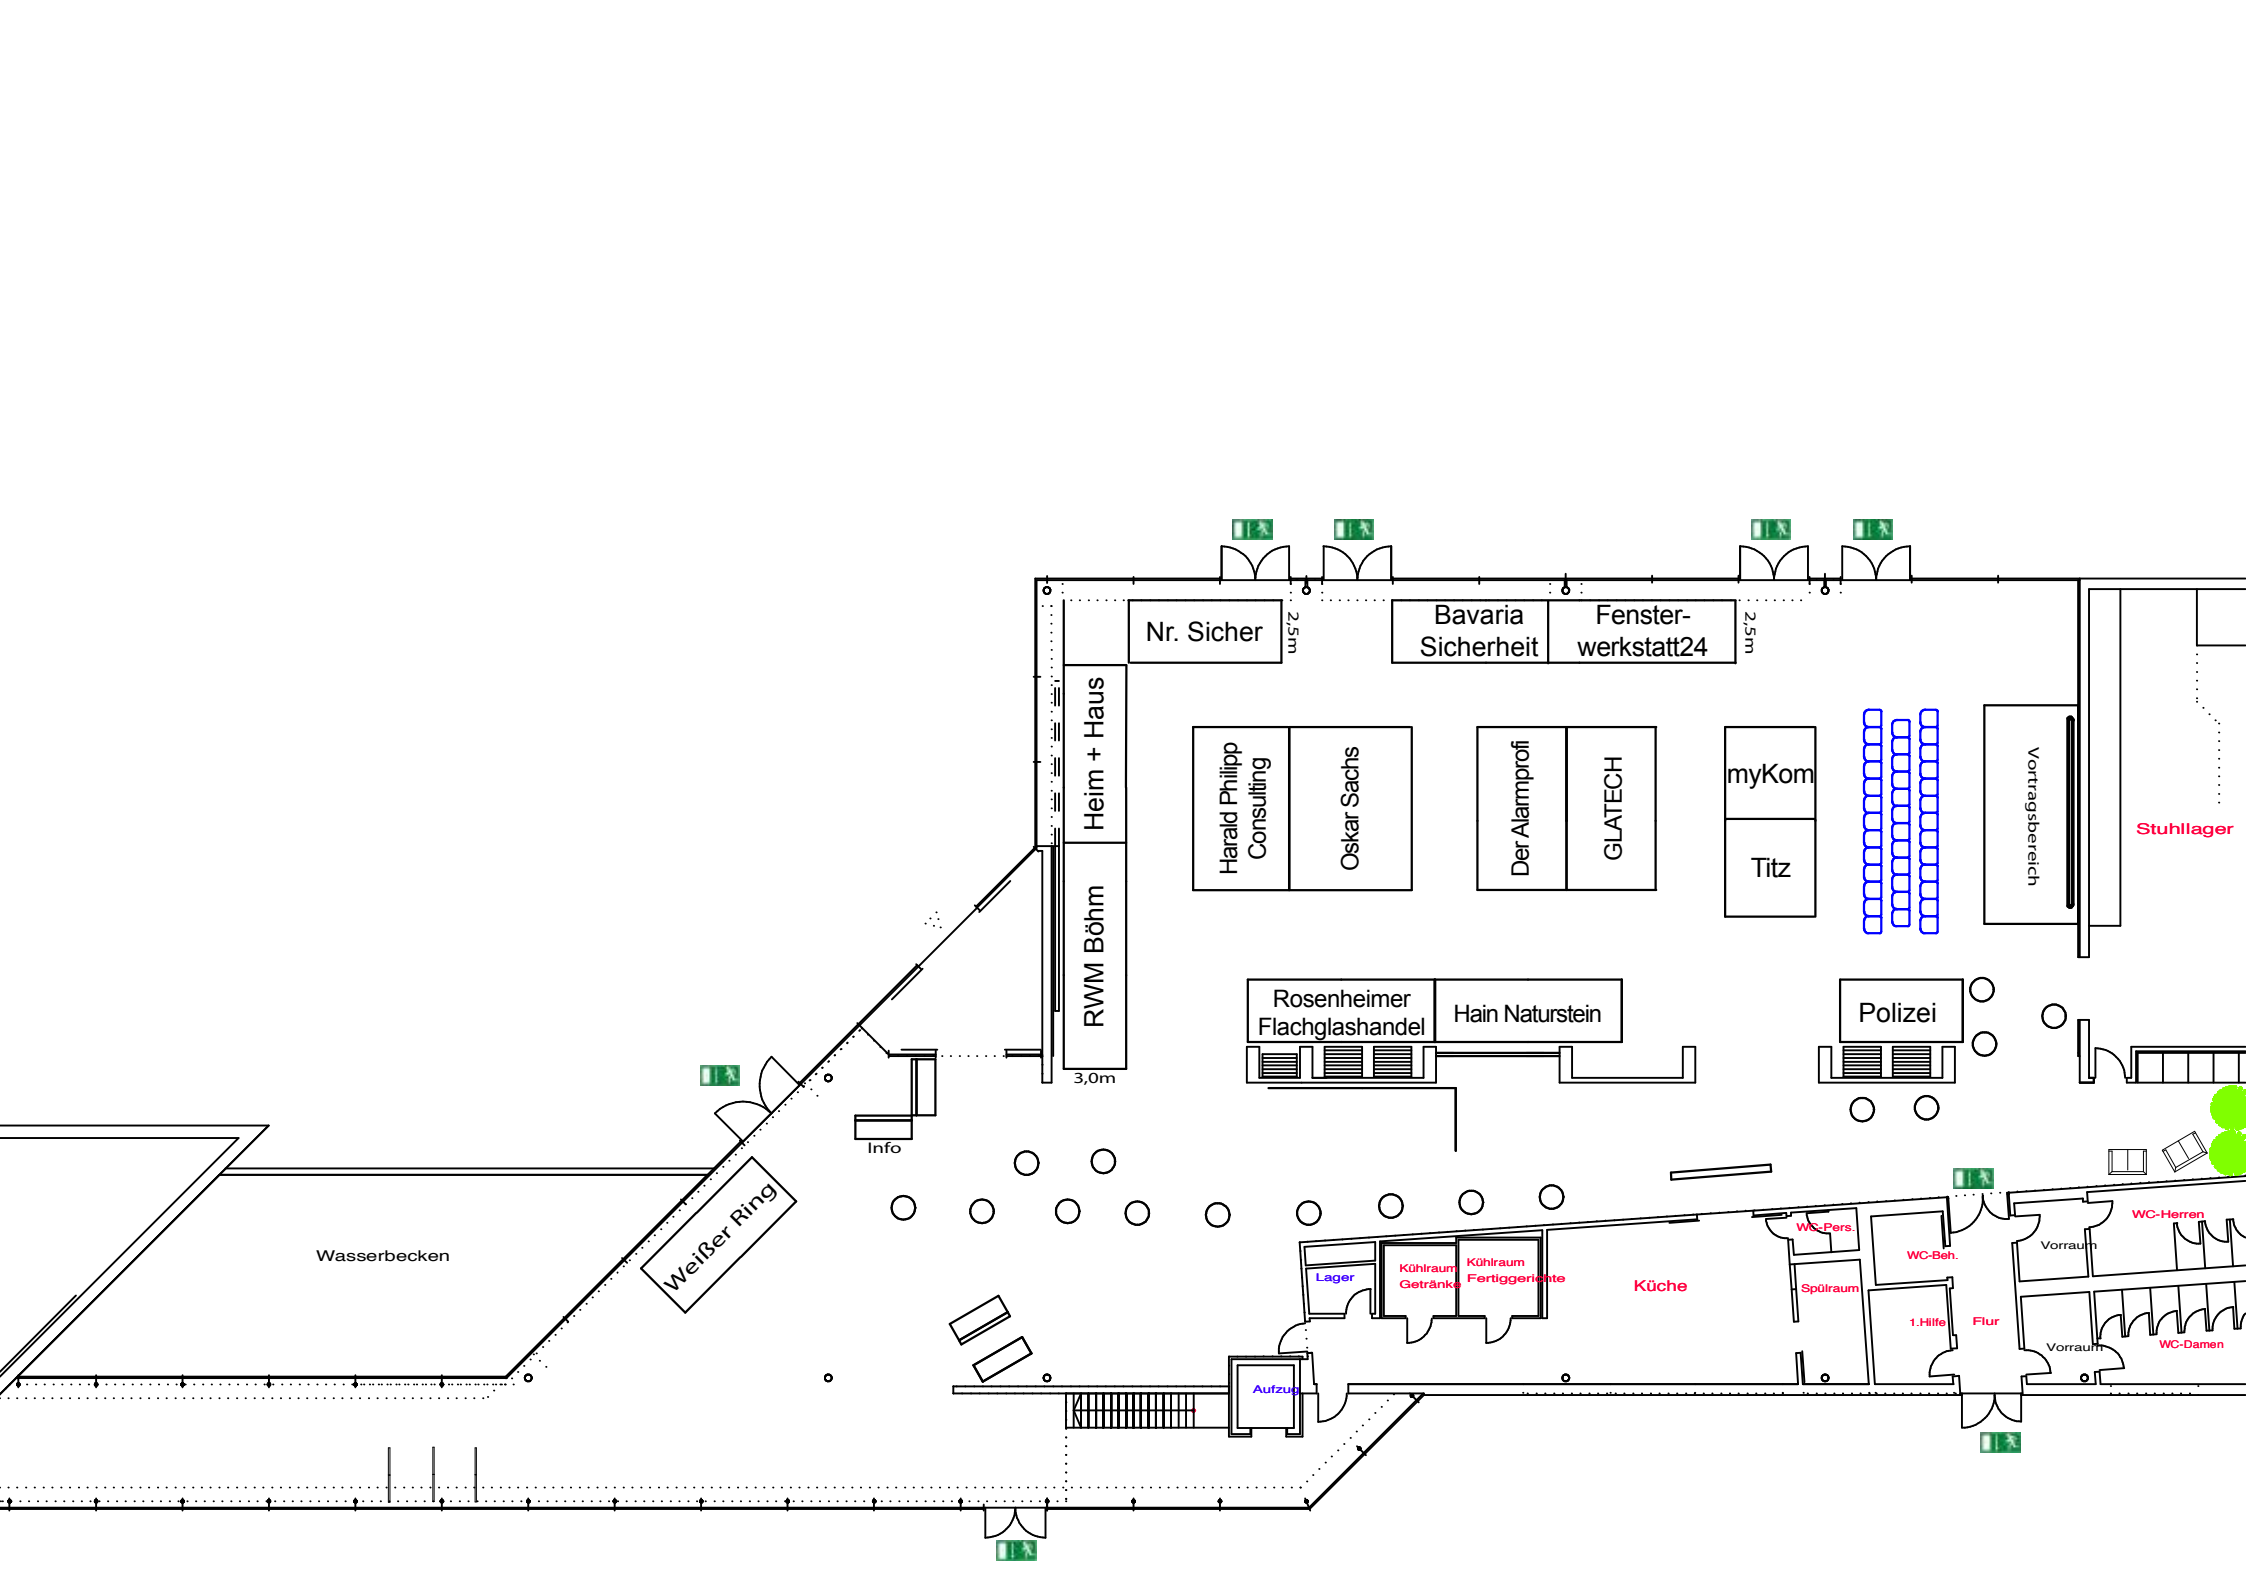 Nr. Sicher
2,5m
Bavaria
Sicherheit
Fenster-
werkstatt24
2,5m
Heim + Haus
RWM Böhm
3,0m
Harald Philipp
Consulting
Oskar Sachs
Der Alarmprofi
GLATECH
myKom
Titz
Vortragsbereich
Stuhllager
Rosenheimer
Flachglashandel
Hain Naturstein
Polizei
Info
Weißer Ring
Wasserbecken
Lager
Kühlraum
Getränke
Kühlraum
Fertiggerichte
Küche
WC-Pers.
Spülraum
WC-Beh.
1.Hilfe
Flur
Vorraum
WC-Herren
Vorraum
WC-Damen
Aufzug